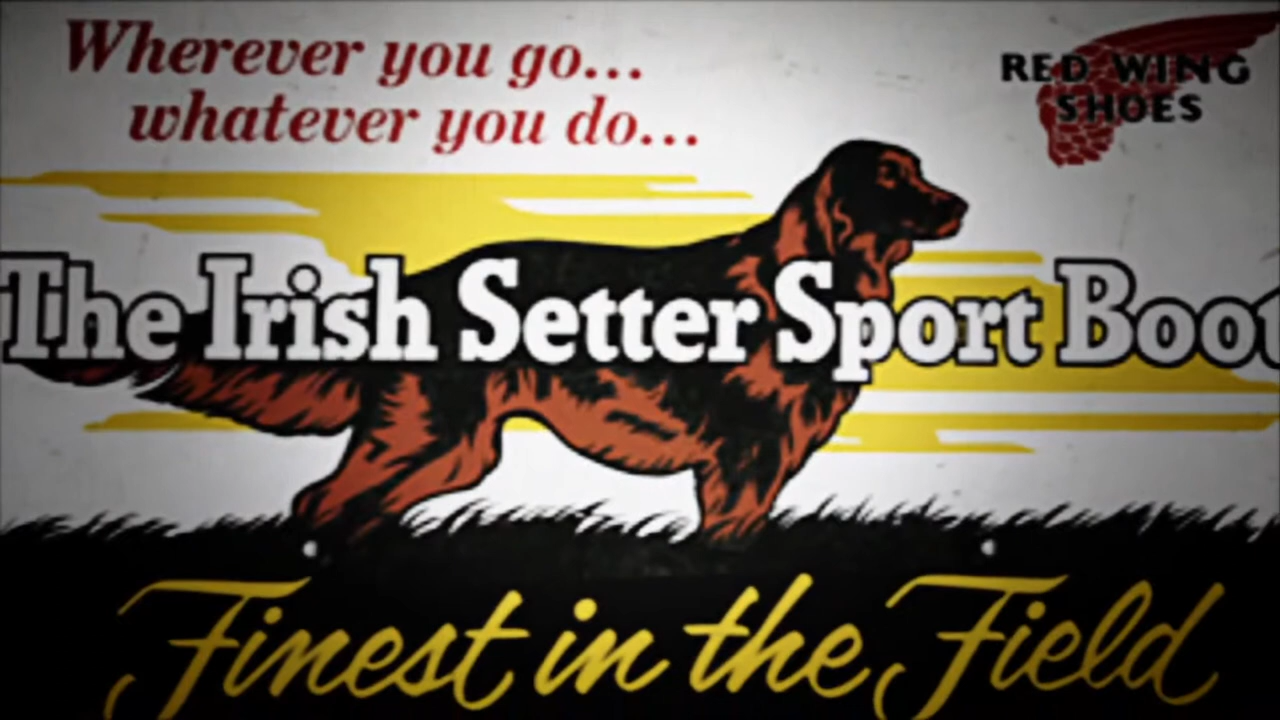 Wherever you go...
whatever you do...
RED WING
SHOES
The Irish Setter Sport Boot
Finest in the Field